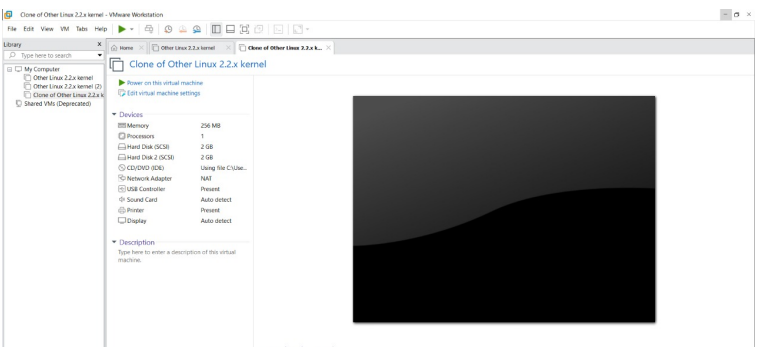 Clone of Other Linux 2.2.x kernel - VMware Workstation
File Edit View VM Tabs Help
Library X
Type here to search
My Computer
Other Linux 2.2.x kernel
Other Linux 2.2.x kernel (2)
Clone of Other Linux 2.2.x k
Shared VMs (Deprecated)
Home Other Linux 2.2.x kernel Clone of Other Linux 2.2.x k...
Clone of Other Linux 2.2.x kernel
Power on this virtual machine
Edit virtual machine settings
Devices
Memory 256 MB
Processors 1
Hard Disk (SCSI) 2 GB
Hard Disk 2 (SCSI) 2 GB
CD/DVD (IDE) Using file C:\Use...
Network Adapter NAT
USB Controller Present
Sound Card Auto detect
Printer Present
Display Auto detect
Description
Type here to enter a description of this virtual
machine.